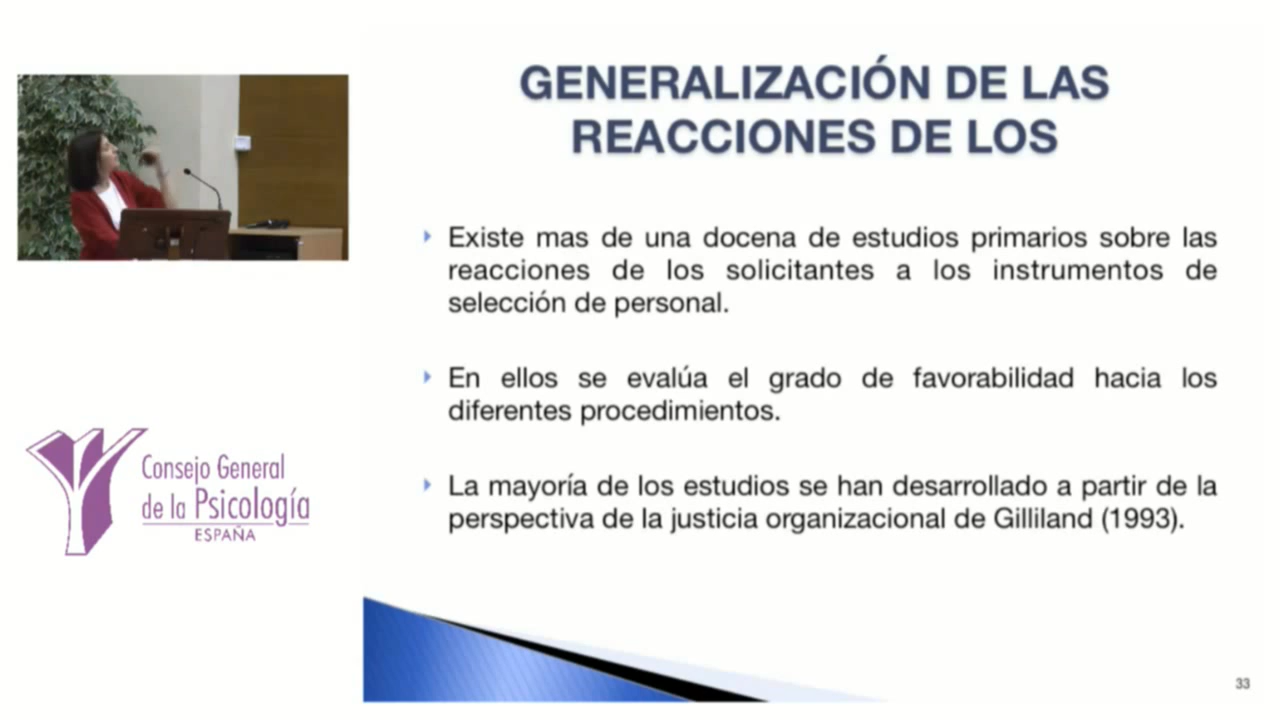 GENERALIZACIÓN DE LAS
REACCIONES DE LOS
Existe mas de una docena de estudios primarios sobre las
reacciones de los solicitantes a los instrumentos de
selección de personal.
En ellos se evalúa el grado de favorabilidad hacia los
diferentes procedimientos.
La mayoría de los estudios se han desarrollado a partir de la
perspectiva de la justicia organizacional de Gilliland (1993).
Consejo General
de la Psicología
ESPAÑA
33